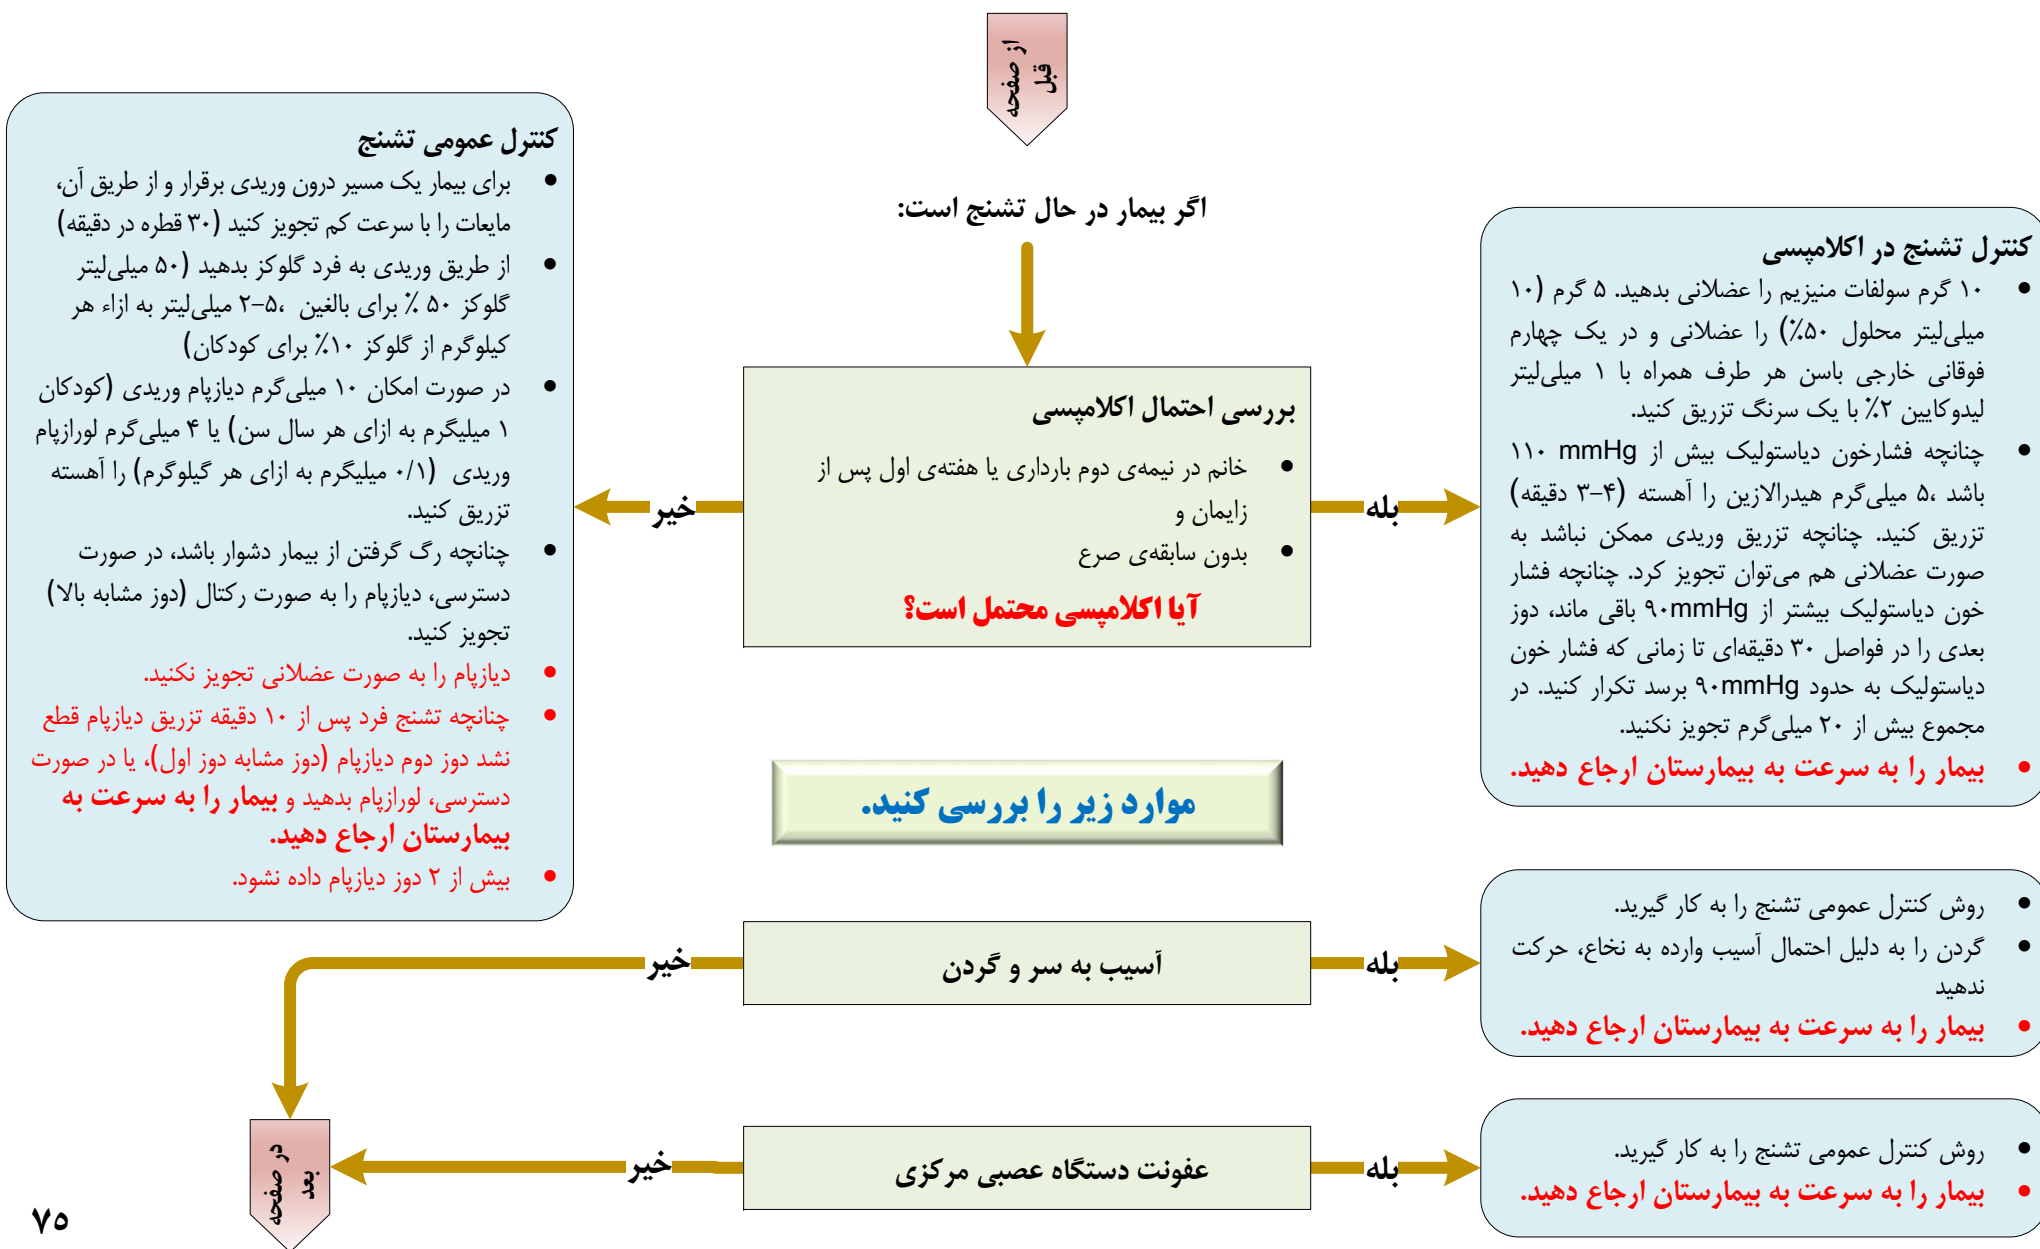 از صفحه
قبل
اگر بیمار در حال تشنج است:
کنترل تشنج در اکلامپسی
● ۱۰ گرم سولفات منیزیم را عضلانی بدهید. ۵ گرم (۱۰
میلی‌لیتر محلول ۵۰٪) را عضلانی و در یک چهارم
فوقانی خارجی باسن هر طرف همراه با ۱ میلی‌لیتر
لیدوکایین ۲٪ با یک سرنگ تزریق کنید.
● چنانچه فشارخون دیاستولیک بیش از ۱۱۰ mmHg
باشد ،۵ میلی‌گرم هیدرالازین را آهسته (۴-۳ دقیقه)
تزریق کنید. چنانچه تزریق وریدی ممکن نباشد به
صورت عضلانی هم می‌توان تجویز کرد. چنانچه فشار
خون دیاستولیک بیشتر از ۹۰mmHg باقی ماند، دوز
بعدی را در فواصل ۳۰ دقیقه‌ای تا زمانی که فشار خون
دیاستولیک به حدود ۹۰mmHg برسد تکرار کنید. در
مجموع بیش از ۲۰ میلی‌گرم تجویز نکنید.
● بیمار را به سرعت به بیمارستان ارجاع دهید.
بله
بررسی احتمال اکلامپسی
● خانم در نیمه‌ی دوم بارداری یا هفته‌ی اول پس از
زایمان و
● بدون سابقه‌ی صرع
آیا اکلامپسی محتمل است؟
خیر
کنترل عمومی تشنج
● برای بیمار یک مسیر درون وریدی برقرار و از طریق آن،
مایعات را با سرعت کم تجویز کنید (۳۰ قطره در دقیقه)
● از طریق وریدی به فرد گلوکز بدهید (۵۰ میلی‌لیتر
گلوکز ۵۰ ٪ برای بالغین ،۵-۲ میلی‌لیتر به ازاء هر
کیلوگرم از گلوکز ۱۰٪ برای کودکان)
● در صورت امکان ۱۰ میلی‌گرم دیازپام وریدی (کودکان
۱ میلیگرم به ازای هر سال سن) یا ۴ میلی‌گرم لورازپام
وریدی (۰/۱ میلیگرم به ازای هر گیلوگرم) را آهسته
تزریق کنید.
● چنانچه رگ گرفتن از بیمار دشوار باشد، در صورت
دسترسی، دیازپام را به صورت رکتال (دوز مشابه بالا)
تجویز کنید.
● دیازپام را به صورت عضلانی تجویز نکنید.
● چنانچه تشنج فرد پس از ۱۰ دقیقه تزریق دیازپام قطع
نشد دوز دوم دیازپام (دوز مشابه دوز اول)، یا در صورت
دسترسی، لورازپام بدهید و بیمار را به سرعت به
بیمارستان ارجاع دهید.
● بیش از ۲ دوز دیازپام داده نشود.
موارد زیر را بررسی کنید.
● روش کنترل عمومی تشنج را به کار گیرید.
● گردن را به دلیل احتمال آسیب وارده به نخاع، حرکت
ندهید
● بیمار را به سرعت به بیمارستان ارجاع دهید.
بله
آسیب به سر و گردن
خیر
● روش کنترل عمومی تشنج را به کار گیرید.
● بیمار را به سرعت به بیمارستان ارجاع دهید.
بله
عفونت دستگاه عصبی مرکزی
خیر
در صفحه
بعد
۷۵